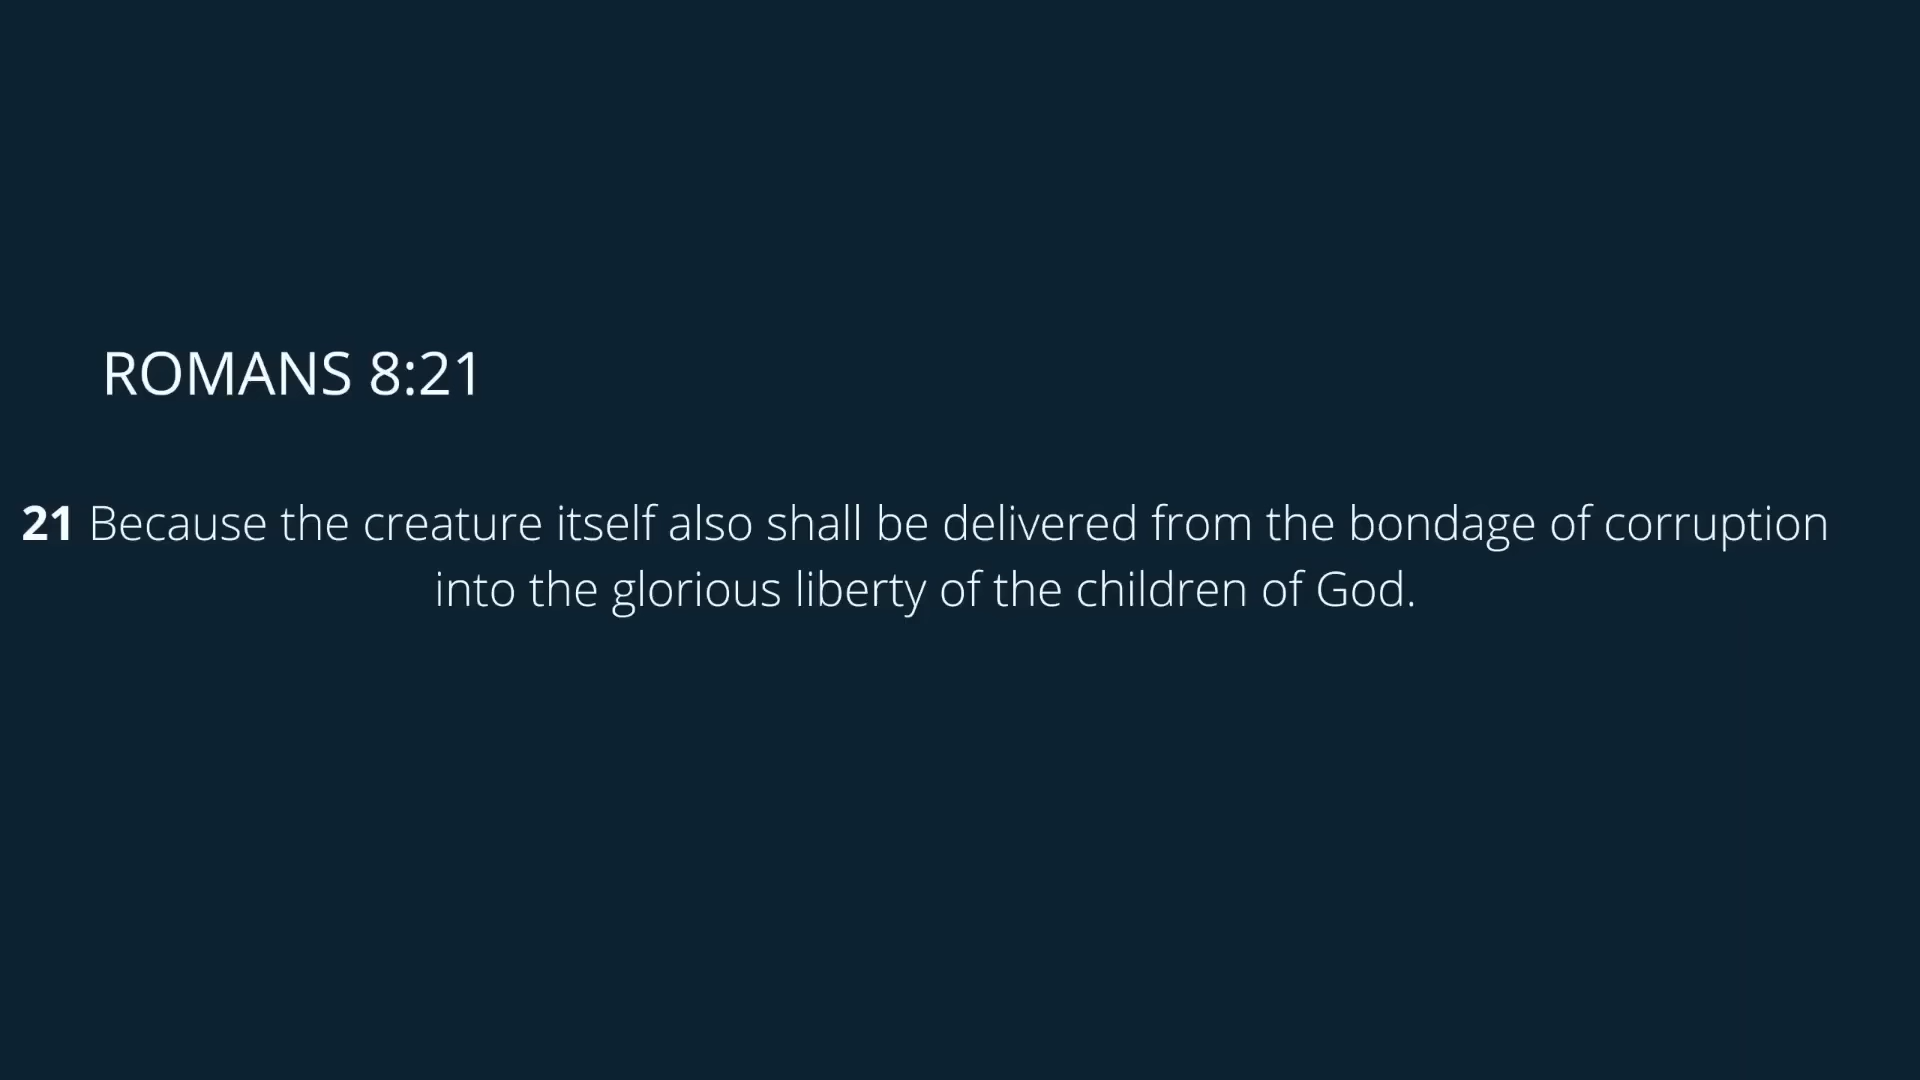 ROMANS 8:21
21 Because the creature itself also shall be delivered from the bondage of corruption
into the glorious liberty of the children of God.